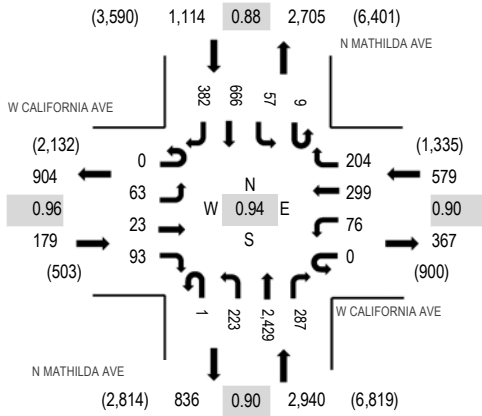 (3,590) 1,114 0.88 2,705 (6,401)
N MATHILDA AVE
W CALIFORNIA AVE
382 666 57 9
(2,132) (1,335)
904 0 204 579
0.96 63 299 0.90
N
W 0.94 E
S
179 23 76 367
(503) 93 0 (900)
1 223 2,429 287
W CALIFORNIA AVE
N MATHILDA AVE
(2,814) 836 0.90 2,940 (6,819)